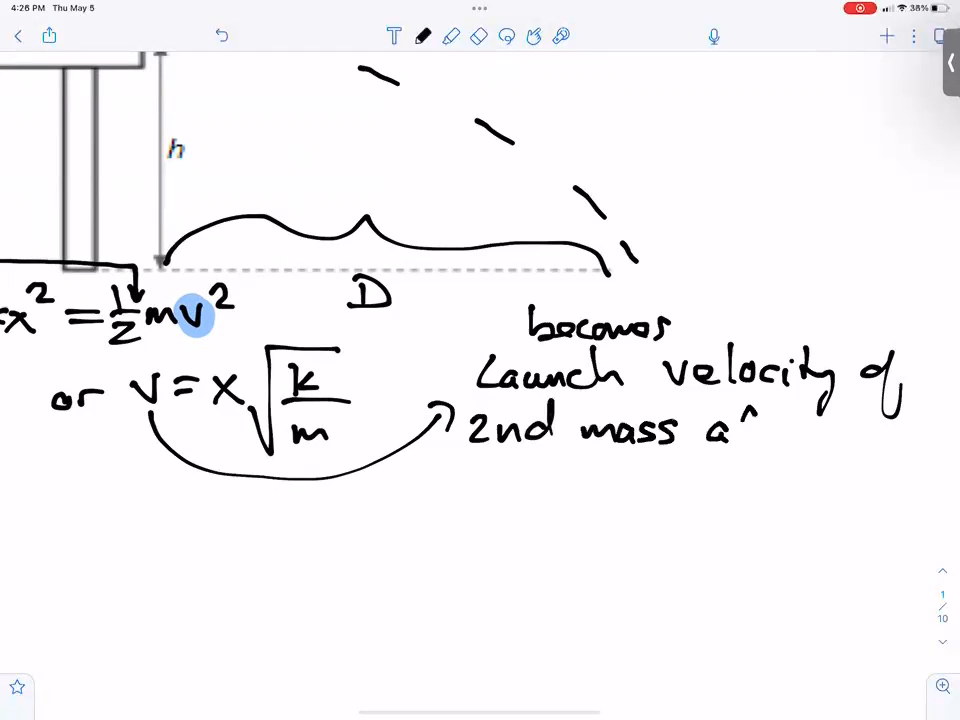 4:26 PM Thu May 5
38%
T
h
x² = ½mv²
D
or v = x √(k/m)
becomes
Launch velocity of
2nd mass a^
1
/
10